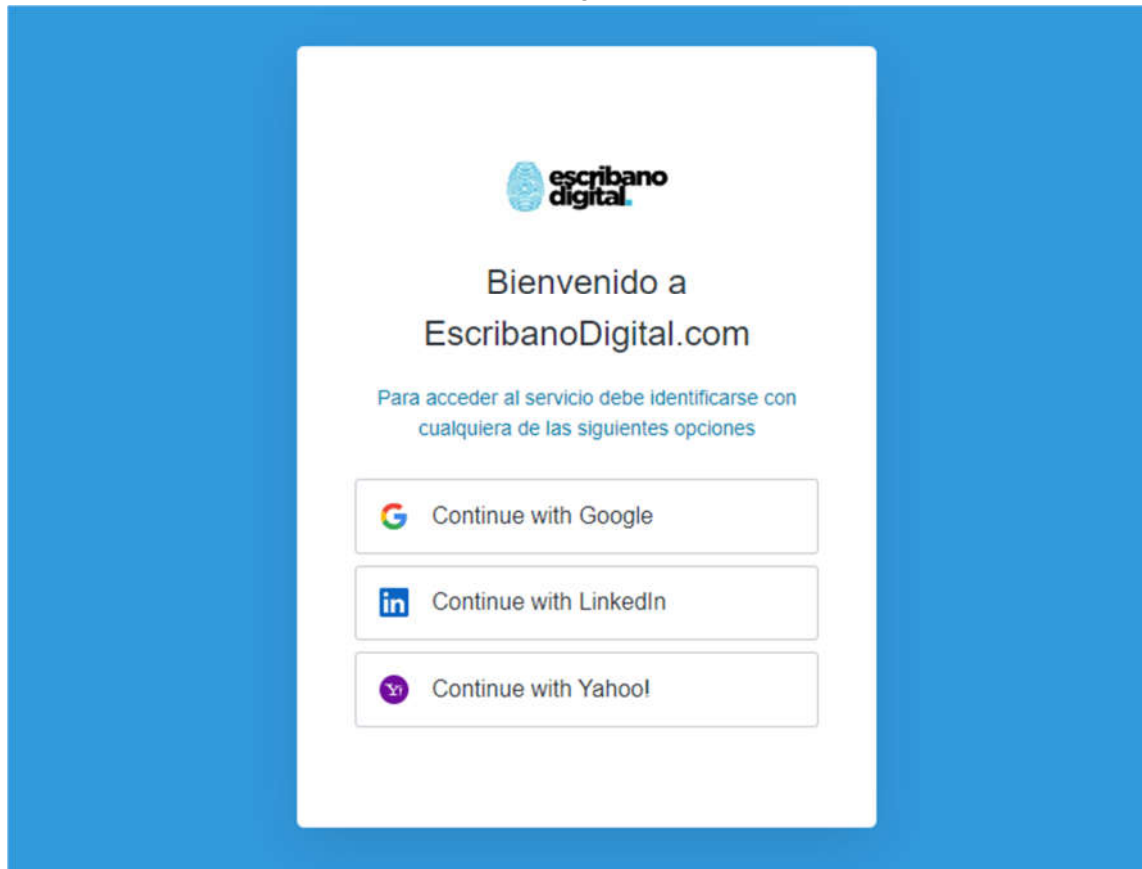 escribano
digital.
Bienvenido a
EscribanoDigital.com
Para acceder al servicio debe identificarse con
cualquiera de las siguientes opciones
Continue with Google
in Continue with LinkedIn
Continue with Yahoo!